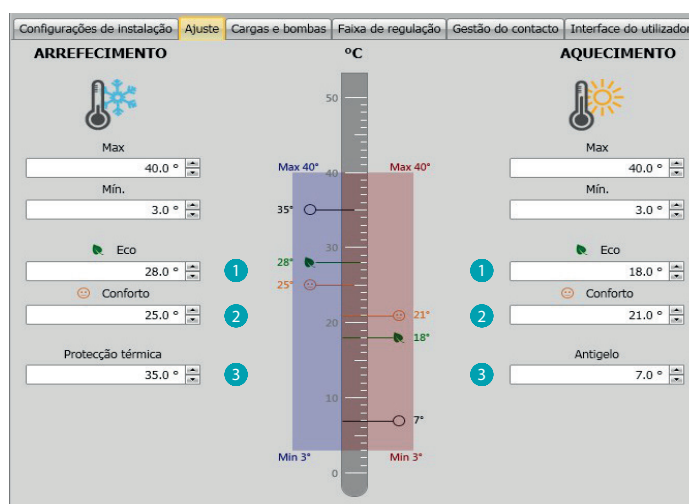 Configurações de instalação
Ajuste
Cargas e bombas
Faixa de regulação
Gestão do contacto
Interface do utilizador
ARREFECIMENTO
Max
40.0 °
Mín.
3.0 °
Eco
28.0 °
1
Conforto
25.0 °
2
Protecção térmica
35.0 °
3
°C
50
40
30
20
10
0
Max 40°
35°
28°
25°
Min 3°
Max 40°
21°
18°
7°
Min 3°
AQUECIMENTO
Max
40.0 °
Mín.
3.0 °
Eco
1
18.0 °
Conforto
2
21.0 °
Antigelo
3
7.0 °